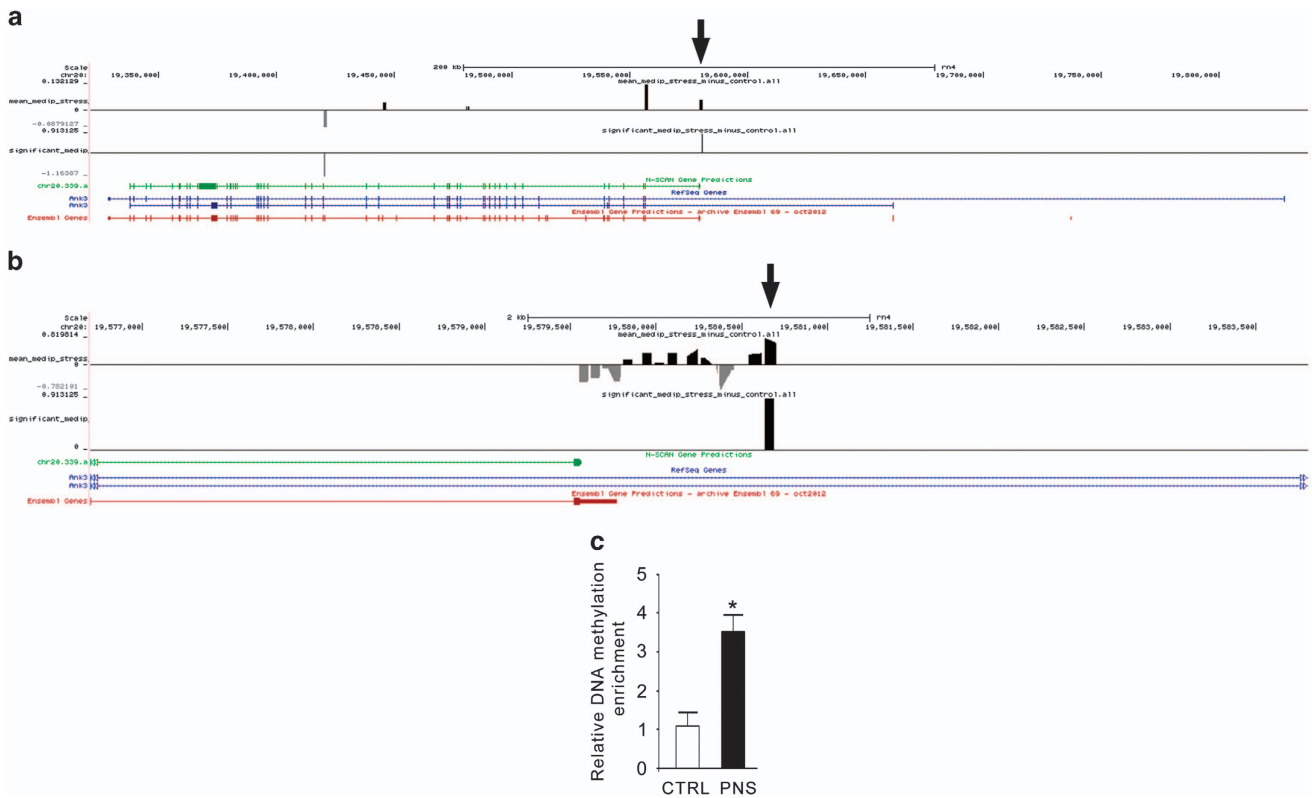 a
Scale
200 kb
rn4
chr20:
19,350,000
19,400,000
19,450,000
19,500,000
19,550,000
19,600,000
19,650,000
19,700,000
19,750,000
19,800,000
0.132129
mean_medip_stress_minus_control.all
mean_medip_stress
0
-0.0879127
0.913125
significant_medip_stress_minus_control.all
significant_medip
-1.16387
N-SCAN Gene Predictions
chr20.339.a
RefSeq Genes
Ank3
Ank3
Ensembl Gene Predictions - archive Ensembl 69 - oct2012
Ensembl Genes
b
Scale
2 kb
rn4
chr20:
19,577,000
19,577,500
19,578,000
19,578,500
19,579,000
19,579,500
19,580,000
19,580,500
19,581,000
19,581,500
19,582,000
19,582,500
19,583,000
19,583,500
0.819814
mean_medip_stress_minus_control.all
mean_medip_stress
0
-0.782101
0.913125
significant_medip_stress_minus_control.all
significant_medip
0
N-SCAN Gene Predictions
chr20.339.a
RefSeq Genes
Ank3
Ank3
Ensembl Gene Predictions - archive Ensembl 69 - oct2012
Ensembl Genes
c
Relative DNA methylation
enrichment
5
4
3
2
1
0
*
CTRL PNS